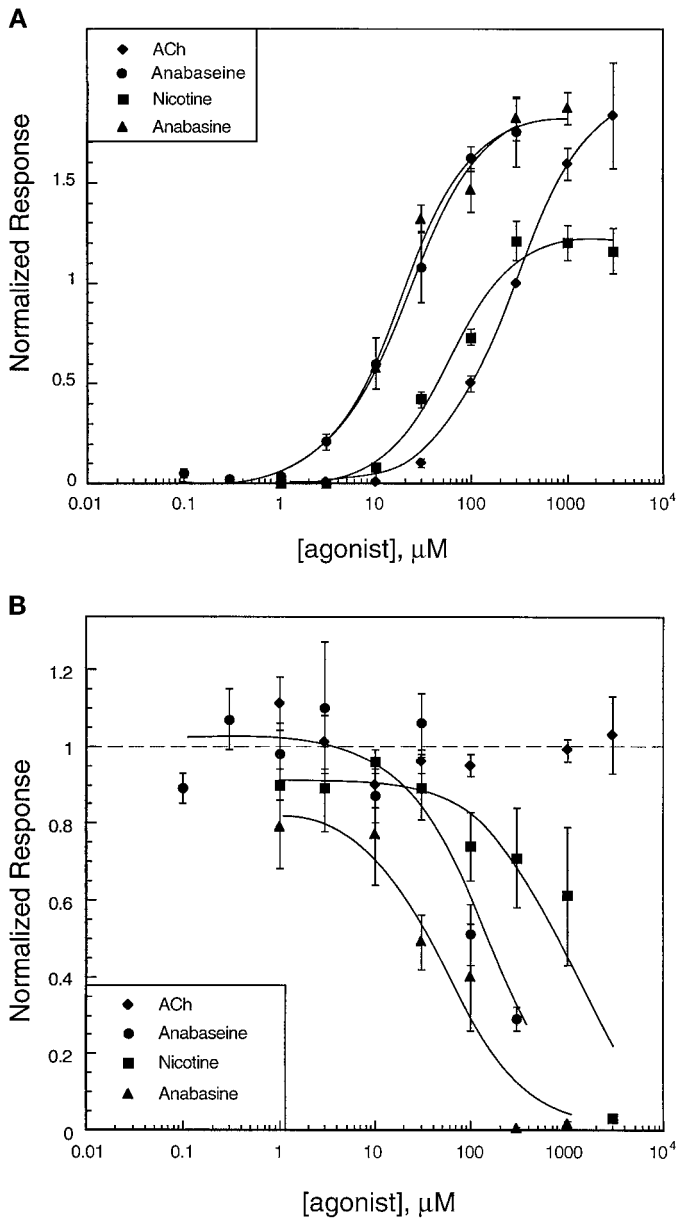 A
ACh
Anabaseine
Nicotine
Anabasine
Normalized Response
1.5
1
0.5
0
0.01 0.1 1 10 100 1000 10⁴
[agonist], μM
B
1.2
1
0.8
0.6
0.4
0.2
0
Normalized Response
ACh
Anabaseine
Nicotine
Anabasine
0.01 0.1 1 10 100 1000 10⁴
[agonist], μM